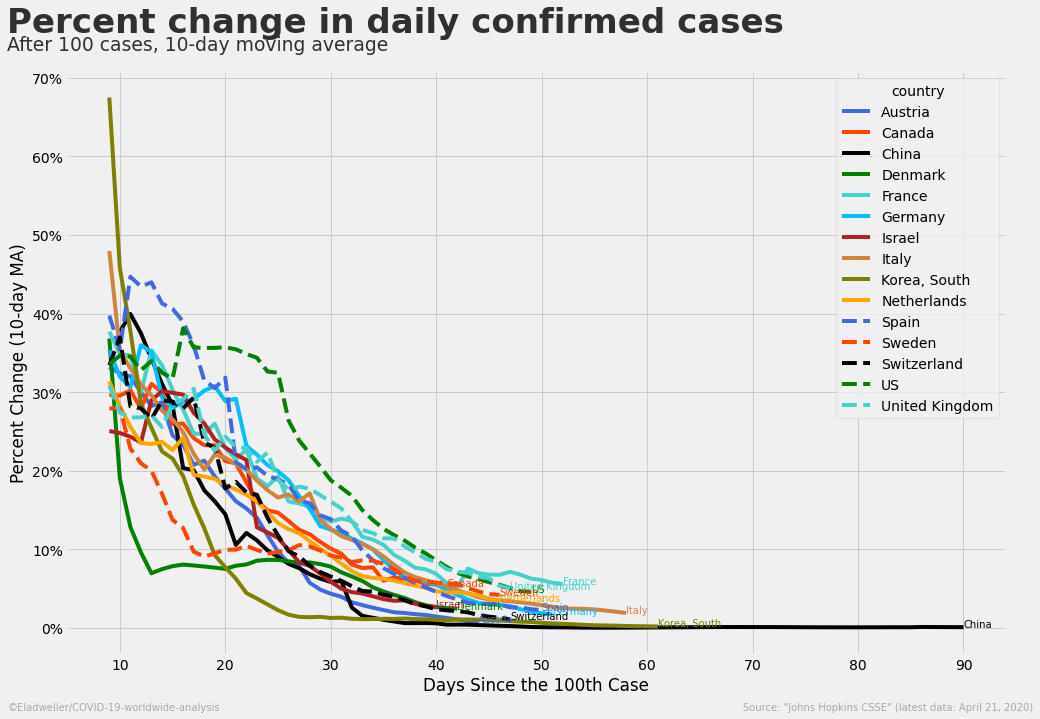 Percent change in daily confirmed cases
After 100 cases, 10-day moving average
Percent Change (10-day MA)
70%
60%
50%
40%
30%
20%
10%
0%
country
Austria
Canada
China
Denmark
France
Germany
Israel
Italy
Korea, South
Netherlands
Spain
Sweden
Switzerland
US
United Kingdom
France
Canada
United Kingdom
US
Sweden
Israel
Denmark
Spain
Italy
Switzerland
Korea, South
China
10
20
30
40
50
60
70
80
90
Days Since the 100th Case
©Eladweller/COVID-19-worldwide-analysis
Source: "Johns Hopkins CSSE" (latest data: April 21, 2020)